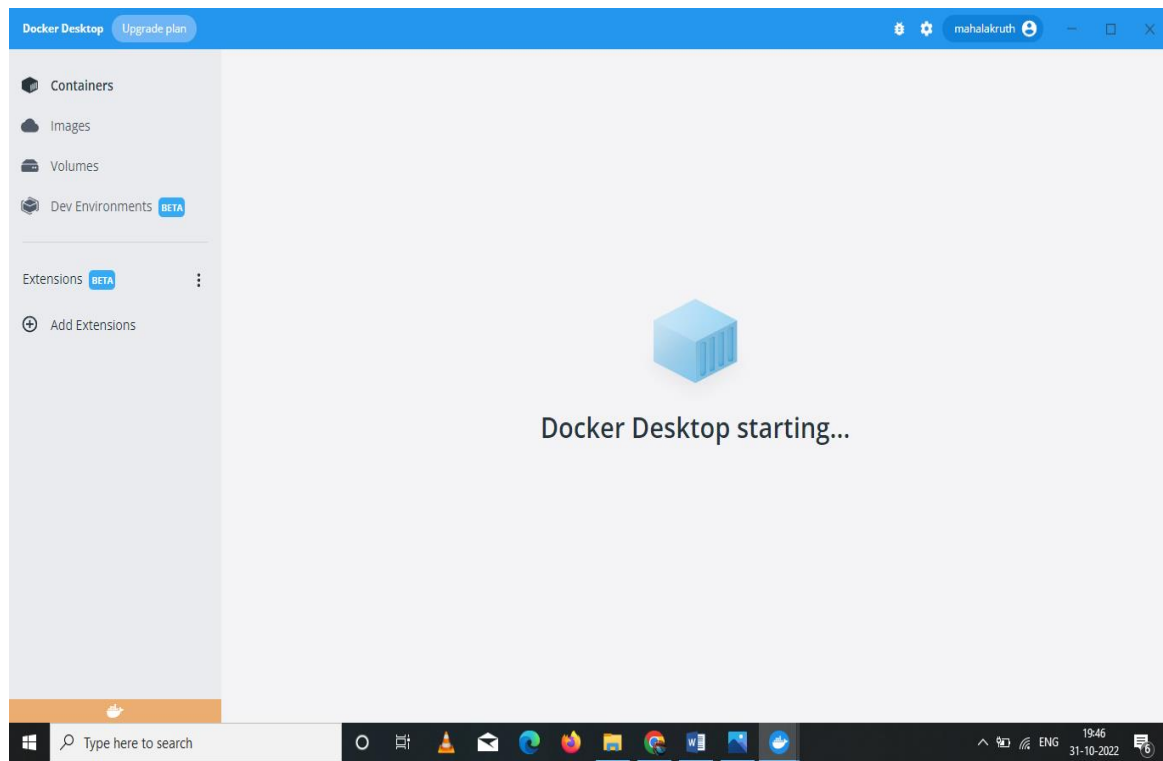 Docker Desktop Upgrade plan mahalakruth
Containers
Images
Volumes
Dev Environments BETA
Extensions BETA
Add Extensions
Docker Desktop starting...
Type here to search
ENG
19:46
31-10-2022
6